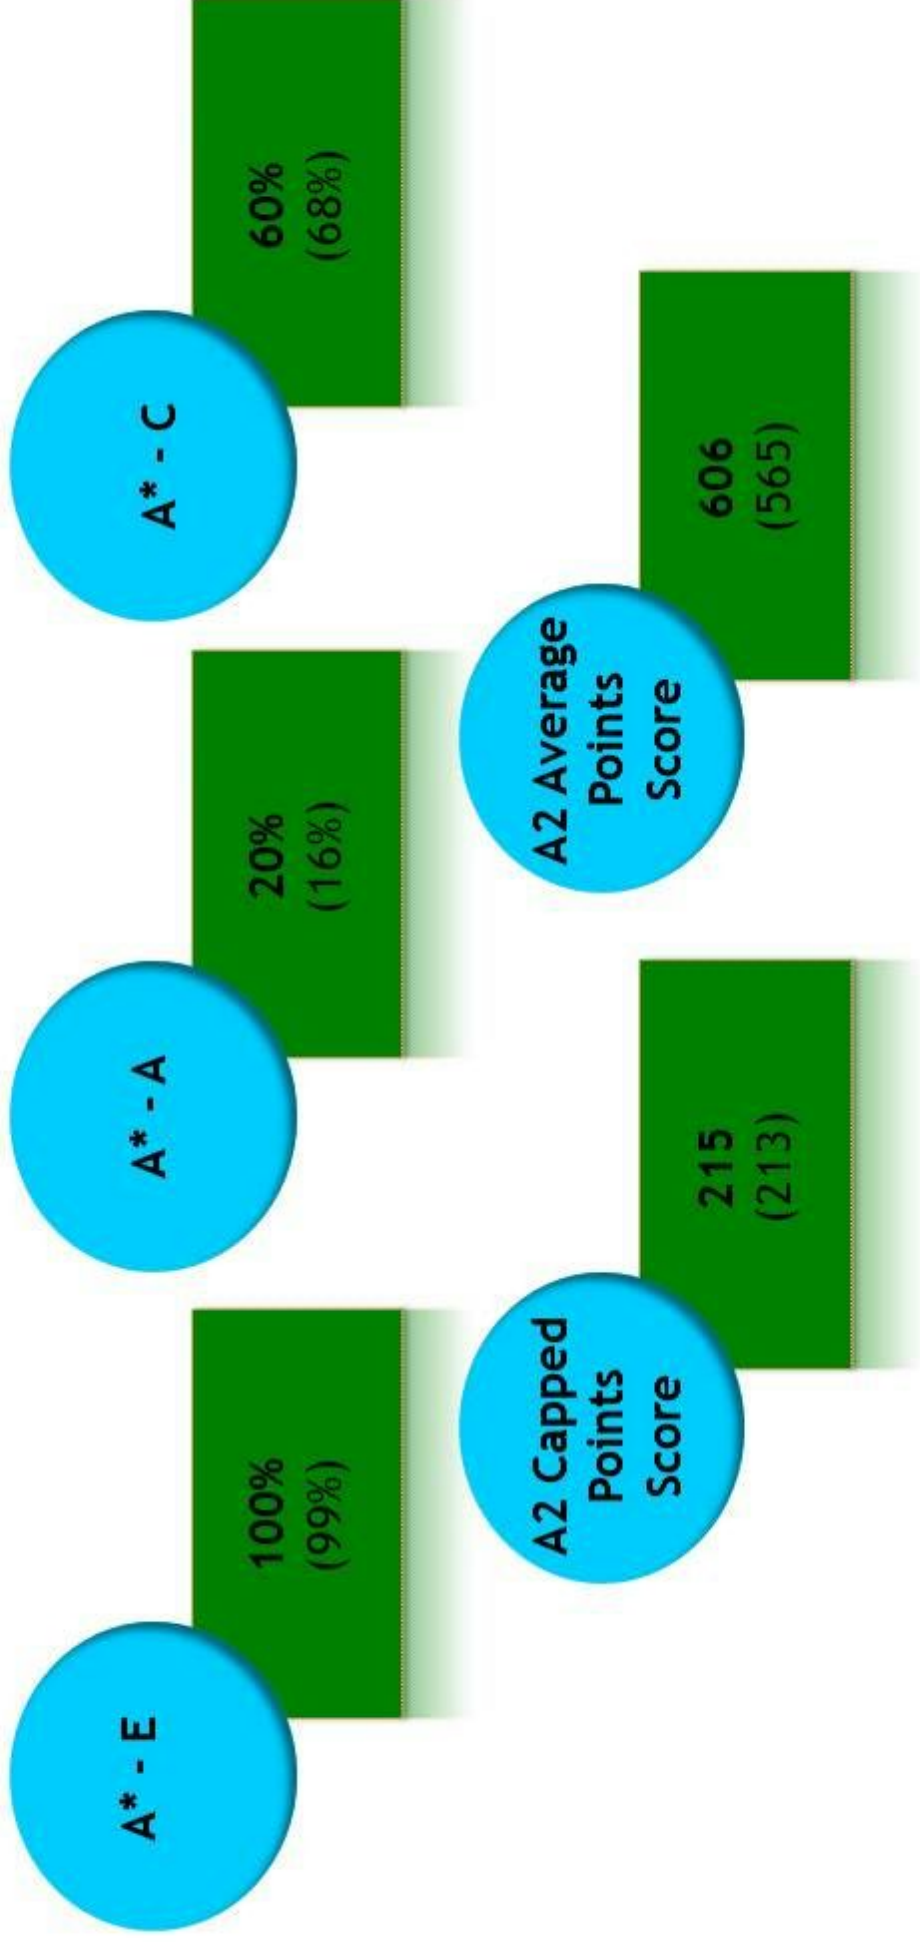 A* - E
100%
(99%)
A* - A
20%
(16%)
A* - C
60%
(68%)
A2 Capped
Points
Score
215
(213)
A2 Average
Points
Score
606
(565)